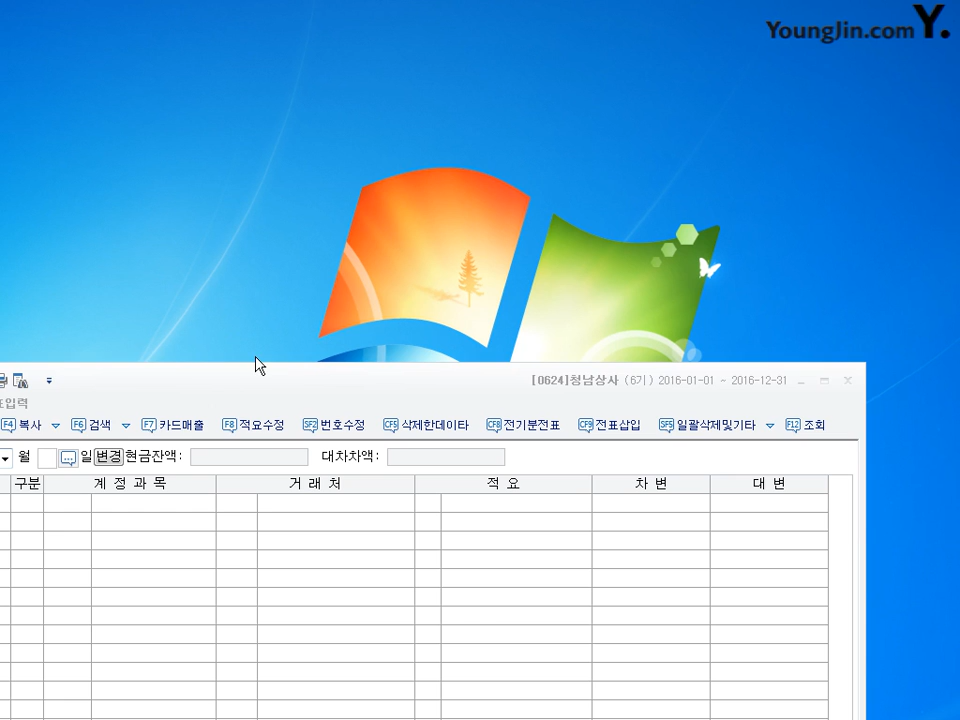 YoungJin.com Y.
[0624]청남상사 (6기) 2016-01-01 ~ 2016-12-31
표입력
F4 복사 F6 검색 F7 카드매출 F8 적요수정 SF2 번호수정 CF5 삭제한데이타 CF8 전기분전표 CF9 전표삽입 SF5 일괄삭제및기타 F12 조회
월 ... 일 변경 현금잔액: 대차차액:
구분 계 정 과 목 거 래 처 적 요 차 변 대 변